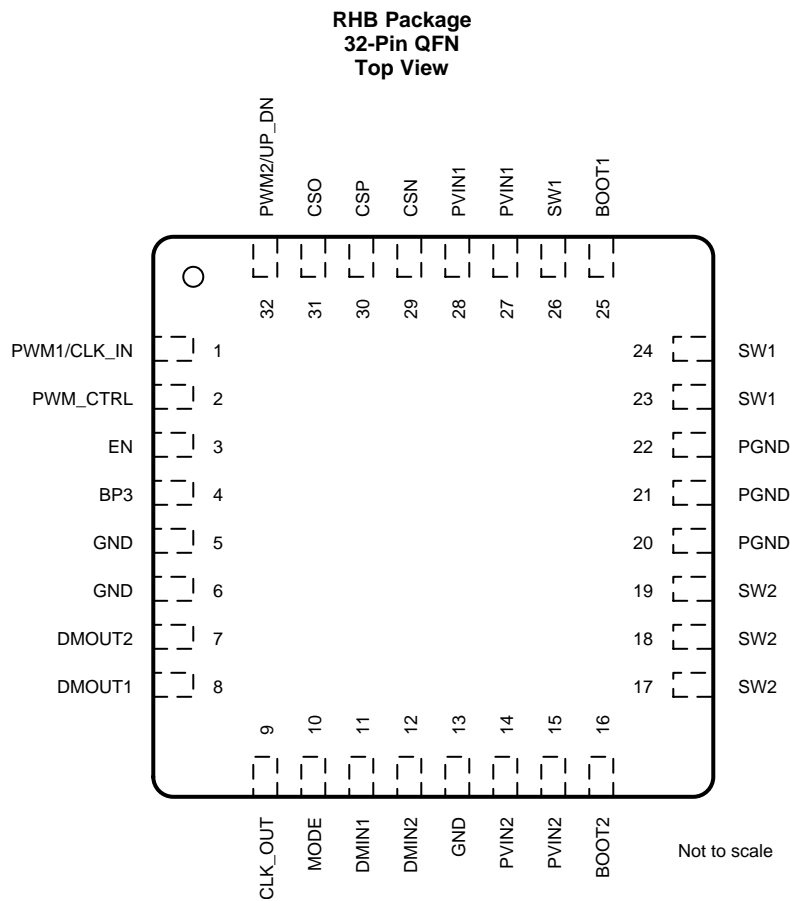 RHB Package
32-Pin QFN
Top View
PWM2/UP_DN
CSO
CSP
CSN
PVIN1
PVIN1
SW1
BOOT1
32
31
30
29
28
27
26
25
PWM1/CLK_IN 1
PWM_CTRL 2
EN 3
BP3 4
GND 5
GND 6
DMOUT2 7
DMOUT1 8
24 SW1
23 SW1
22 PGND
21 PGND
20 PGND
19 SW2
18 SW2
17 SW2
9
10
11
12
13
14
15
16
CLK_OUT
MODE
DMIN1
DMIN2
GND
PVIN2
PVIN2
BOOT2
Not to scale